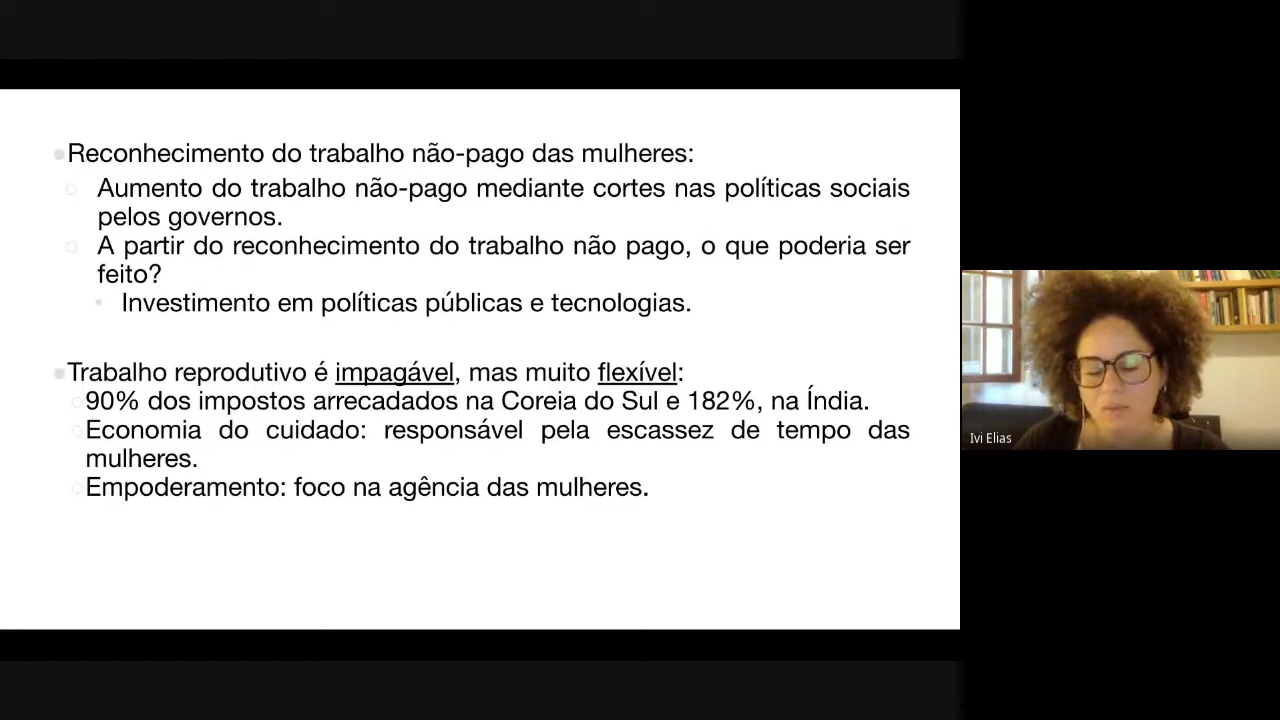 Reconhecimento do trabalho não-pago das mulheres:
Aumento do trabalho não-pago mediante cortes nas políticas sociais
pelos governos.
A partir do reconhecimento do trabalho não pago, o que poderia ser
feito?
Investimento em políticas públicas e tecnologias.
Trabalho reprodutivo é impagável, mas muito flexível:
90% dos impostos arrecadados na Coreia do Sul e 182%, na Índia.
Economia do cuidado: responsável pela escassez de tempo das
mulheres.
Empoderamento: foco na agência das mulheres.
Ivi Elias